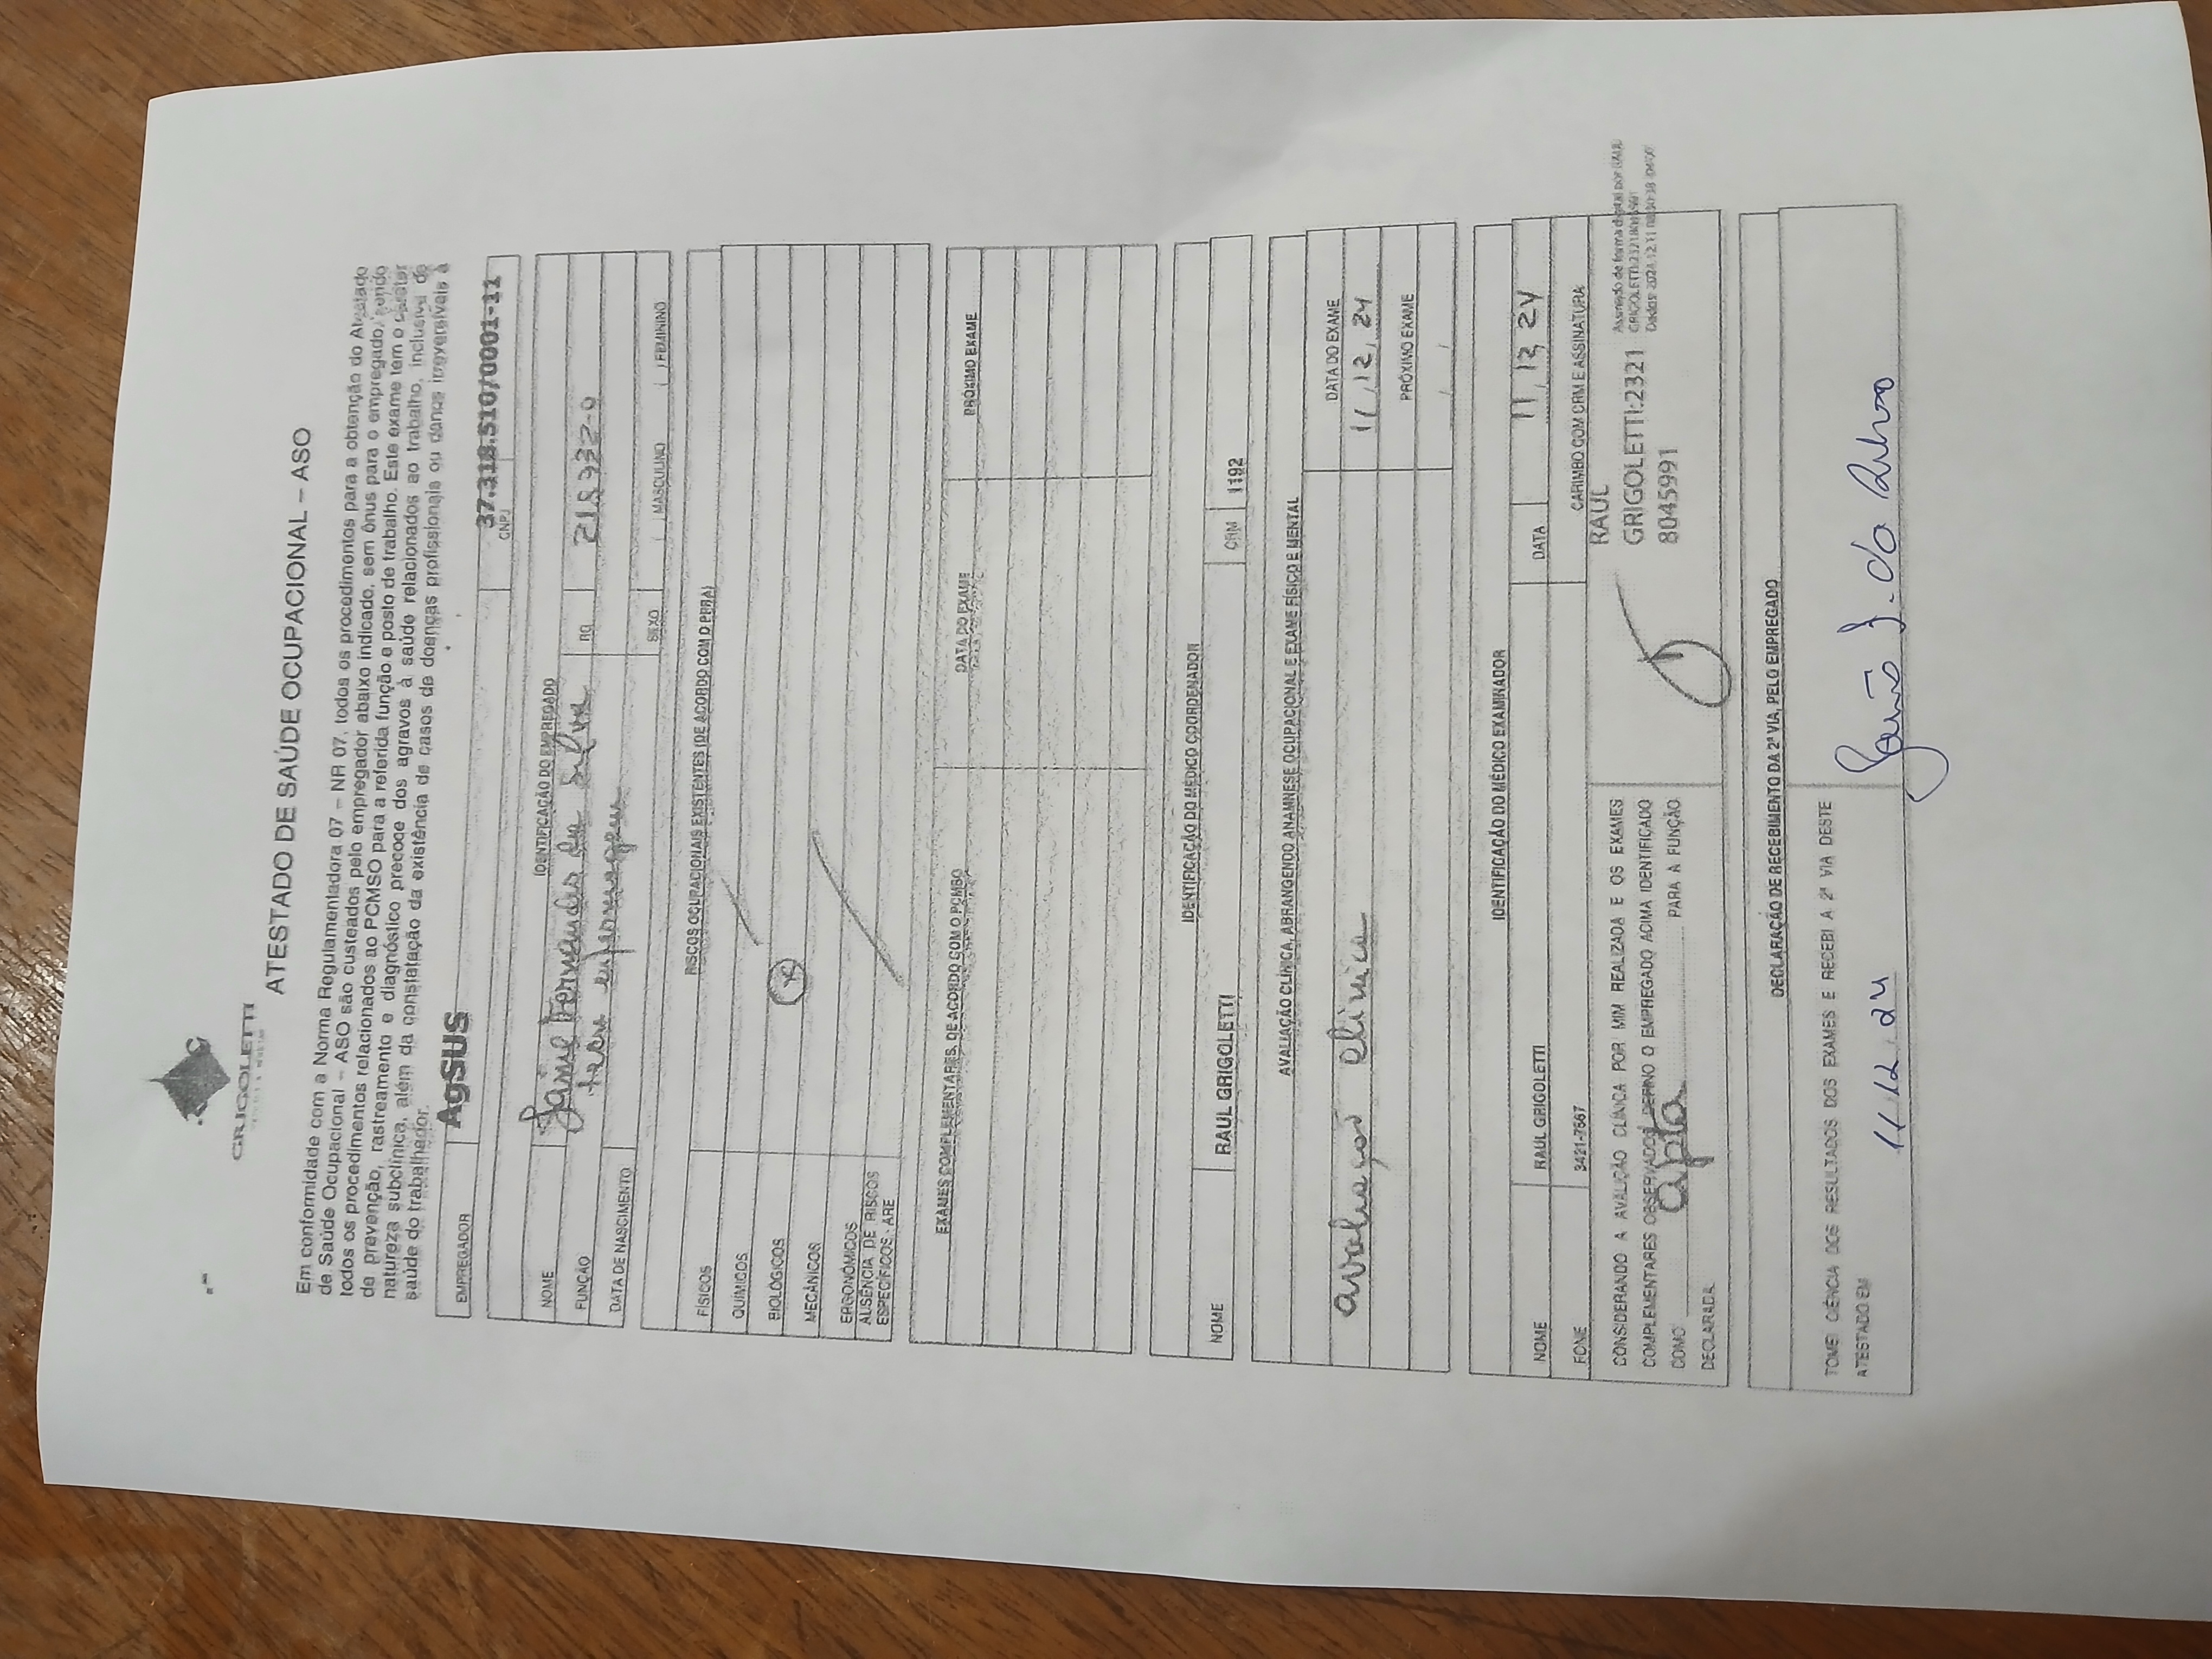 GRIGOLETTI
ATESTADO DE SAÚDE OCUPACIONAL – ASO
Em conformidade com a Norma Regulamentadora 07 – NR 07, todos os procedimentos para a obtenção do Atestado
de Saúde Ocupacional – ASO são custeados pelo empregador abaixo indicado, sem ônus para o empregado, sendo
todos os procedimentos relacionados ao PCMSO para a referida função e posto de trabalho. Este exame tem o caráter
de prevenção, rastreamento e diagnóstico precoce dos agravos à saúde relacionados ao trabalho, inclusive de
natureza subclínica, além da constatação da existência de casos de doenças profissionais ou danos irreversíveis à
saúde do trabalhador.
EMPREGADOR AgSUS CNPJ 37.318.510/0001-11
IDENTIFICAÇÃO DO EMPREGADO
NOME Fernandes da Silva RG
FUNÇÃO enfermagem
DATA DE NASCIMENTO SEXO ( ) MASCULINO ( ) FEMININO
RISCOS OCUPACIONAIS EXISTENTES (DE ACORDO COM O PPRA)
FÍSICOS
QUÍMICOS
BIOLÓGICOS x
MECÂNICOS
ERGONÔMICOS
AUSÊNCIA DE RISCOS
ESPECÍFICOS - ARE
EXAMES COMPLEMENTARES, DE ACORDO COM O PCMSO DATA DO EXAME PRÓXIMO EXAME
IDENTIFICAÇÃO DO MÉDICO COORDENADOR
NOME RAUL GRIGOLETTI CRM 1192
AVALIAÇÃO CLÍNICA, ABRANGENDO ANAMNESE OCUPACIONAL E EXAME FÍSICO E MENTAL
DATA DO EXAME
avaliação clinica 11/12/24
PRÓXIMO EXAME
/ /
IDENTIFICAÇÃO DO MÉDICO EXAMINADOR
NOME RAUL GRIGOLETTI DATA 11/12/24
FONE 3421-7567 CARIMBO COM CRM E ASSINATURA
CONSIDERANDO A AVALIÇÃO CLÍNICA POR MIM REALIZADA E OS EXAMES
COMPLEMENTARES OBSERVADOS, DEFINO O EMPREGADO ACIMA IDENTIFICADO
COMO apta PARA A FUNÇÃO
DECLARADA.
RAUL
GRIGOLETTI:2321
8045991
Assinado de forma digital por RAUL
GRIGOLETTI:23218045991
Dados: 2024.12.11
DECLARAÇÃO DE RECEBIMENTO DA 2ª VIA, PELO EMPREGADO
TOMEI CIÊNCIA DOS RESULTADOS DOS EXAMES E RECEBI A 2ª VIA DESTE
ATESTADO EM
11 12 24 F. da Silva